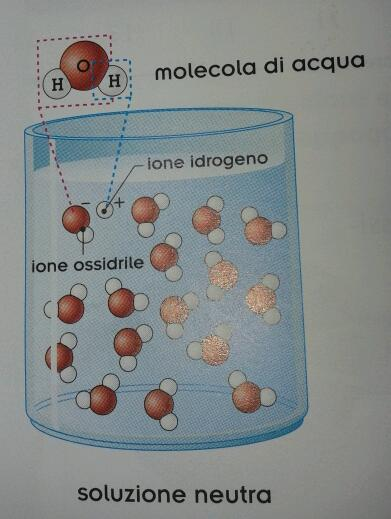 O
H
H
molecola di acqua
ione idrogeno
- +
ione ossidrile
soluzione neutra